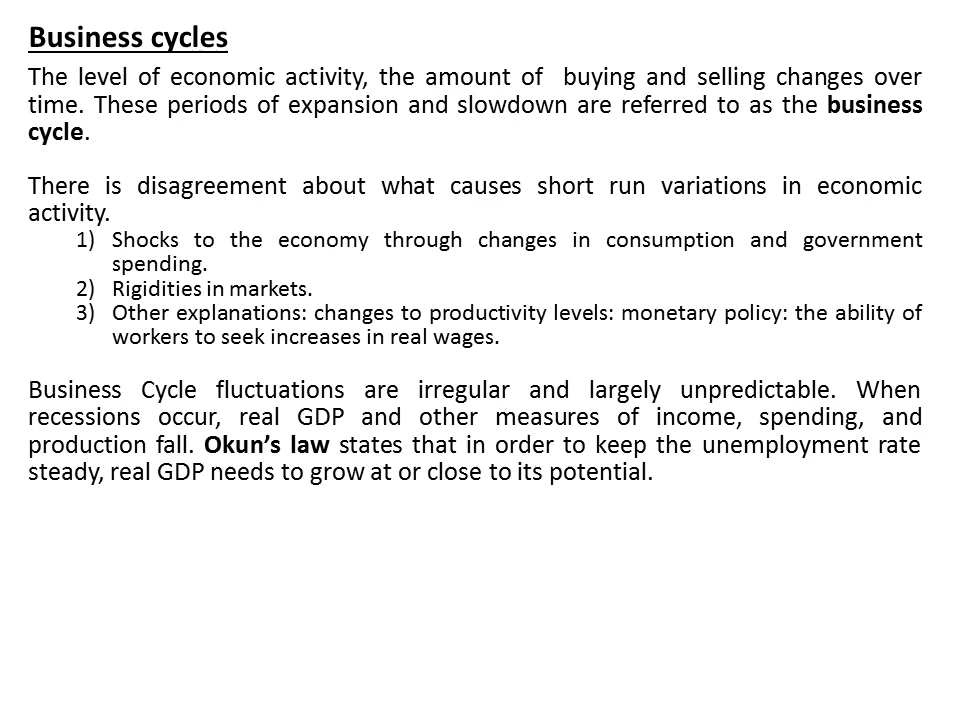 Business cycles
The level of economic activity, the amount of  buying and selling changes over
time. These periods of expansion and slowdown are referred to as the business
cycle.
There is disagreement about what causes short run variations in economic
activity.
1) Shocks to the economy through changes in consumption and government
spending.
2) Rigidities in markets.
3) Other explanations: changes to productivity levels: monetary policy: the ability of
workers to seek increases in real wages.
Business Cycle fluctuations are irregular and largely unpredictable. When
recessions occur, real GDP and other measures of income, spending, and
production fall. Okun’s law states that in order to keep the unemployment rate
steady, real GDP needs to grow at or close to its potential.